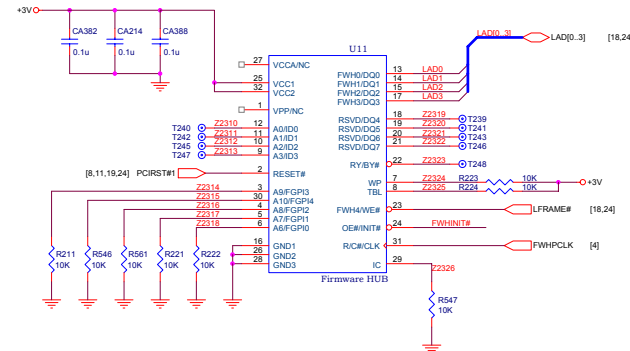 +3V
CA382
0.1u
CA214
0.1u
CA388
0.1u
U11
LAD[0..3]
LAD[0..3] [18,24
27 VCCA/NC
25 VCC1
32 VCC2
1 VPP/NC
FWH0/DQ0 13 LAD0
FWH1/DQ1 14 LAD1
FWH2/DQ2 15 LAD2
FWH3/DQ3 17 LAD3
T240 Z2310 12 A0/ID0
T242 Z2311 11 A1/ID1
T245 Z2312 10 A2/ID2
T247 Z2313 9 A3/ID3
RSVD/DQ4 18 Z2319 T239
RSVD/DQ5 19 Z2320 T241
RSVD/DQ6 20 Z2321 T243
RSVD/DQ7 21 Z2322 T246
RY/BY# 22 Z2323 T248
[8,11,19,24] PCIRST#1 2 RESET#
WP 7 Z2324 R223 10K
TBL 8 Z2325 R224 10K
+3V
Z2314 3 A9/FGPI3
Z2315 30 A10/FGPI4
Z2316 4 A8/FGPI2
Z2317 5 A7/FGPI1
Z2318 6 A6/FGPI0
FWH4/WE# 23 LFRAME# [18,24]
OE#/INIT# 24 FWHINIT#
R/C#/CLK 31 FWHPCLK [4]
16 GND1
26 GND2
28 GND3
IC 29 Z2326
Firmware HUB
R211
10K
R546
10K
R561
10K
R221
10K
R222
10K
R547
10K